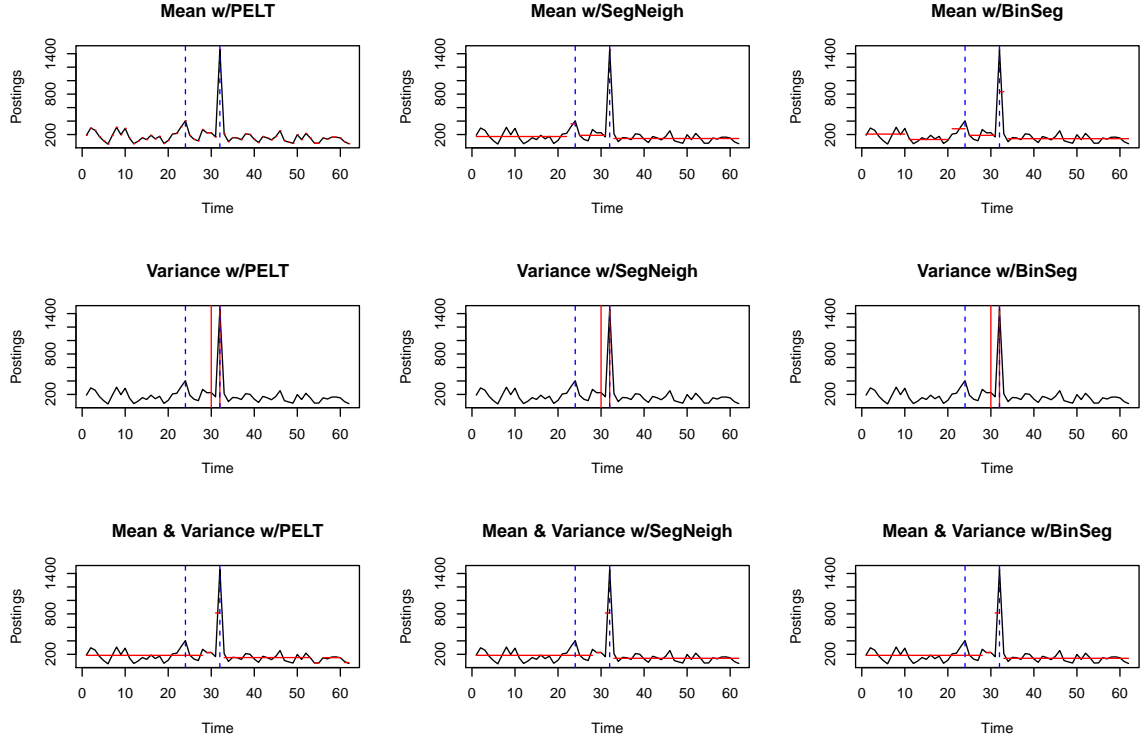 Mean w/PELT
Postings
200 800 1400
0 10 20 30 40 50 60
Time
Mean w/SegNeigh
Postings
200 800 1400
0 10 20 30 40 50 60
Time
Mean w/BinSeg
Postings
200 800 1400
0 10 20 30 40 50 60
Time
Variance w/PELT
Postings
200 800 1400
0 10 20 30 40 50 60
Time
Variance w/SegNeigh
Postings
200 800 1400
0 10 20 30 40 50 60
Time
Variance w/BinSeg
Postings
200 800 1400
0 10 20 30 40 50 60
Time
Mean & Variance w/PELT
Postings
200 800 1400
0 10 20 30 40 50 60
Time
Mean & Variance w/SegNeigh
Postings
200 800 1400
0 10 20 30 40 50 60
Time
Mean & Variance w/BinSeg
Postings
200 800 1400
0 10 20 30 40 50 60
Time